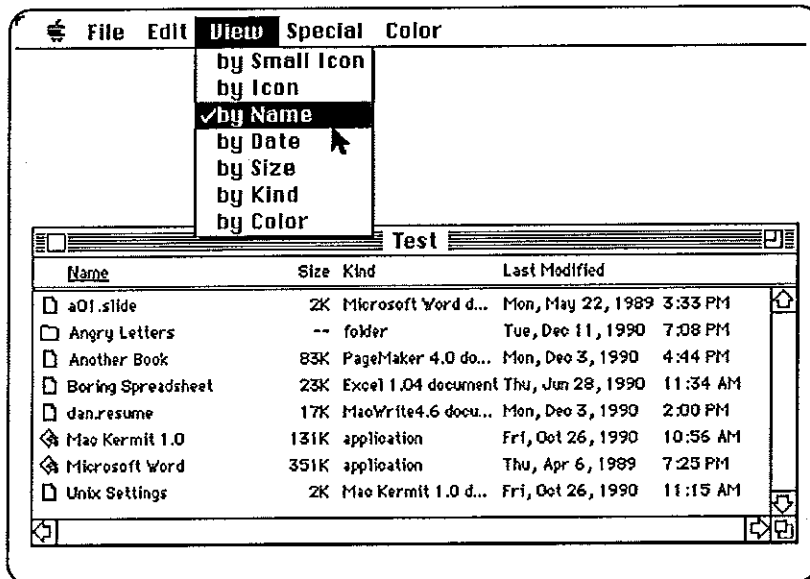 File Edit View Special Color
by Small Icon
by Icon
✓by Name
by Date
by Size
by Kind
by Color
Test
Name Size Kind Last Modified
a01.slide 2K Microsoft Word d... Mon, May 22, 1989 3:33 PM
Angry Letters -- folder Tue, Dec 11, 1990 7:08 PM
Another Book 83K PageMaker 4.0 do... Mon, Dec 3, 1990 4:44 PM
Boring Spreadsheet 23K Excel 1.04 document Thu, Jun 28, 1990 11:34 AM
dan.resume 17K MacWrite4.6 docu... Mon, Dec 3, 1990 2:00 PM
Mac Kermit 1.0 131K application Fri, Oct 26, 1990 10:56 AM
Microsoft Word 351K application Thu, Apr 6, 1989 7:25 PM
Unix Settings 2K Mac Kermit 1.0 d... Fri, Oct 26, 1990 11:15 AM